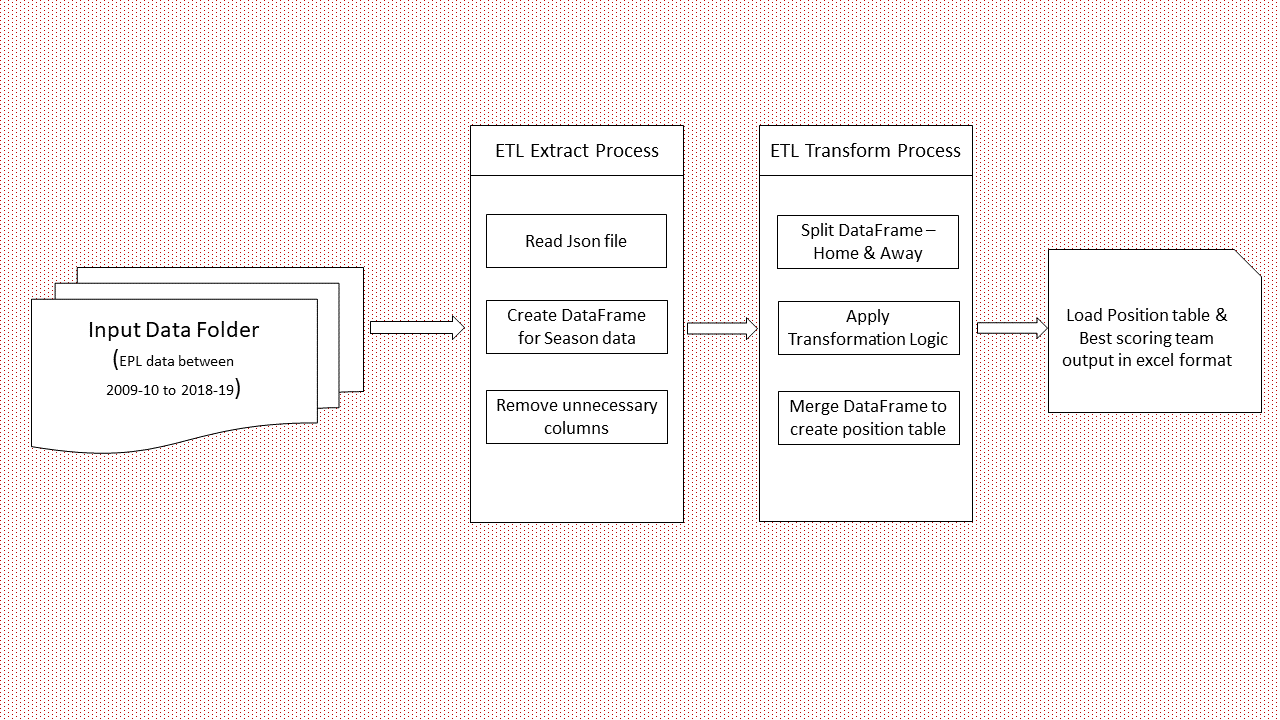 Input Data Folder
(EPL data between
2009-10 to 2018-19)
ETL Extract Process
Read Json file
Create DataFrame
for Season data
Remove unnecessary
columns
ETL Transform Process
Split DataFrame –
Home & Away
Apply
Transformation Logic
Merge DataFrame to
create position table
Load Position table &
Best scoring team
output in excel format